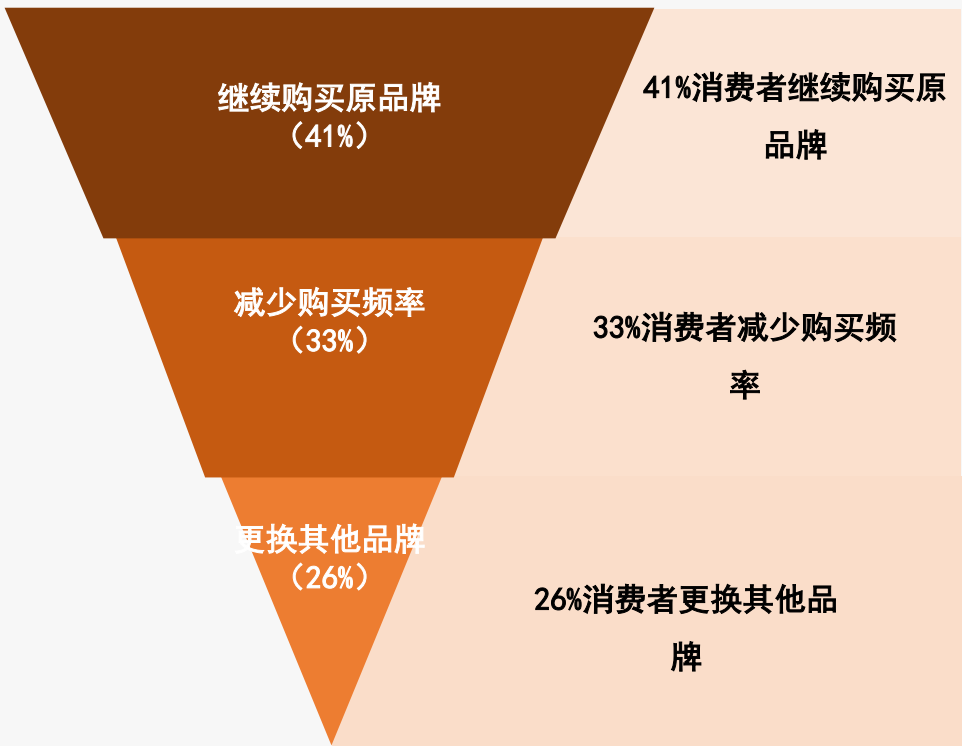 继续购买原品牌
（41%）
41%消费者继续购买原
品牌
减少购买频率
（33%）
33%消费者减少购买频
率
更换其他品牌
（26%）
26%消费者更换其他品
牌